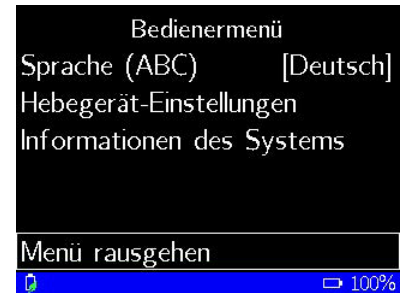 Bedienermenü
Sprache (ABC) [Deutsch]
Hebegerät-Einstellungen
Informationen des Systems
Menü rausgehen
100%